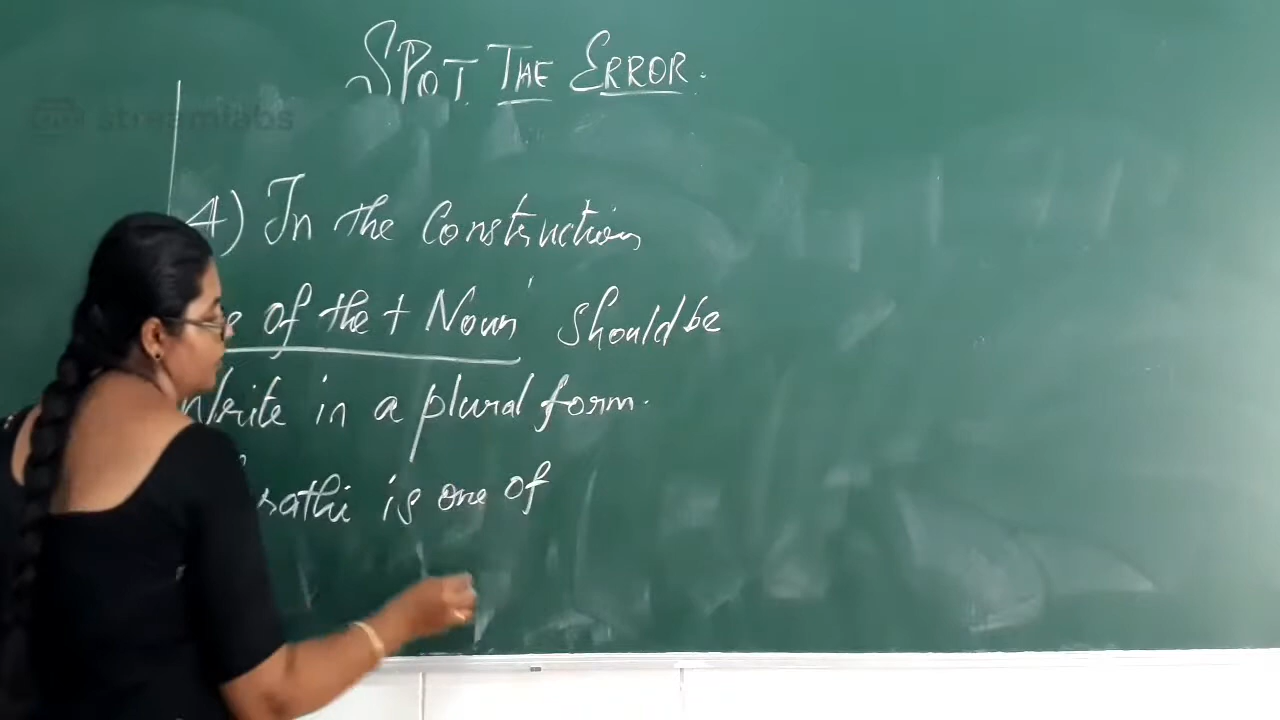 SPOT THE ERROR.
streamlabs
4) In the Construction
of the + Noun' should be
Write in a plural form.
is one of